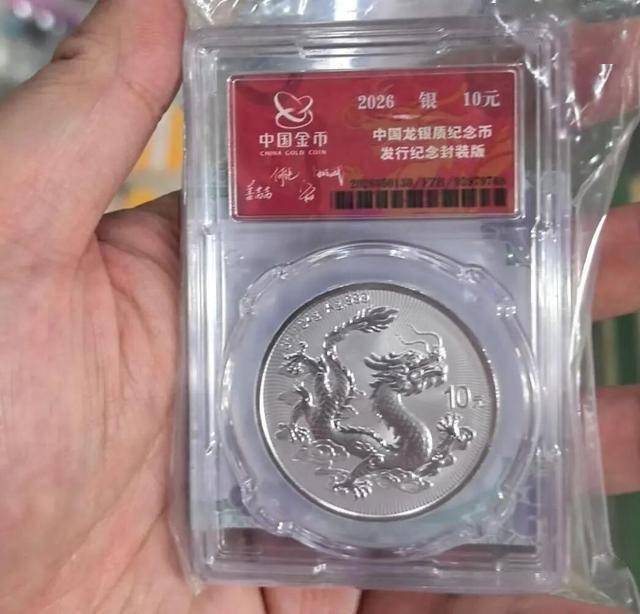 2026 银 10元
中国金币
CHINA GOLD COIN
中国龙银质纪念币
发行纪念封装版
10元